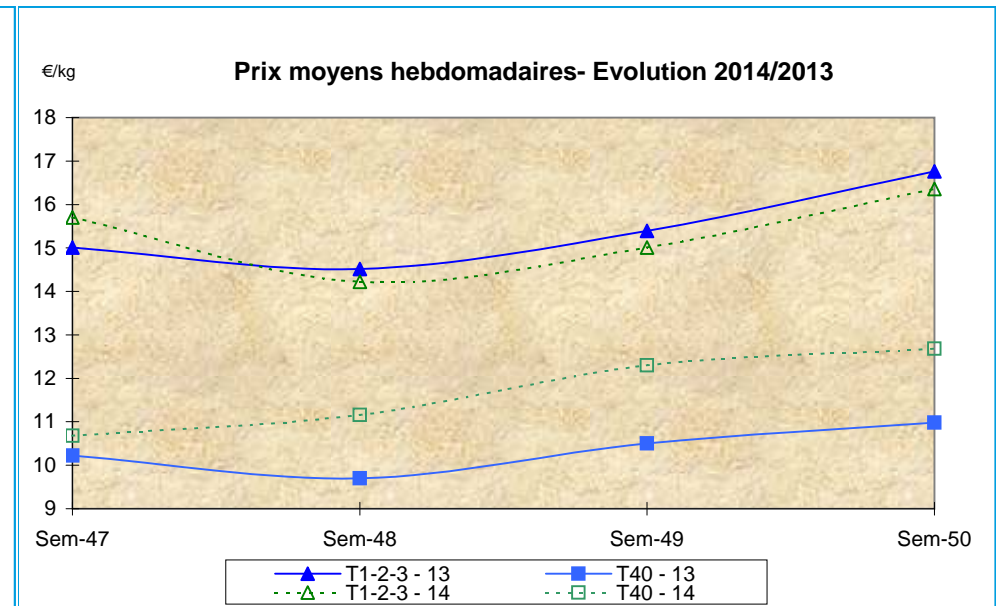 €/kg
Prix moyens hebdomadaires- Evolution 2014/2013
18
17
16
15
14
13
12
11
10
9
Sem-47 Sem-48 Sem-49 Sem-50
T1-2-3 - 13 T40 - 13
T1-2-3 - 14 T40 - 14